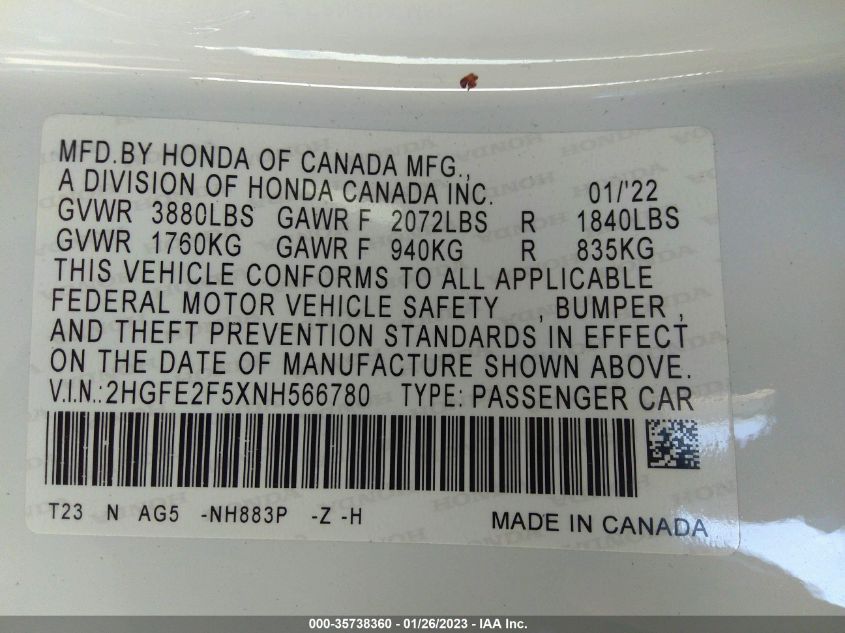 MFD.BY HONDA OF CANADA MFG.,
A DIVISION OF HONDA CANADA INC. 01/'22
GVWR 3880LBS GAWR F 2072LBS R 1840LBS
GVWR 1760KG GAWR F 940KG R 835KG
THIS VEHICLE CONFORMS TO ALL APPLICABLE
FEDERAL MOTOR VEHICLE SAFETY , BUMPER ,
AND THEFT PREVENTION STANDARDS IN EFFECT
ON THE DATE OF MANUFACTURE SHOWN ABOVE.
V.I.N.:2HGFE2F5XNH566780 TYPE: PASSENGER CAR
T23 N AG5 -NH883P -Z -H MADE IN CANADA
000-35738360 - 01/26/2023 - IAA Inc.